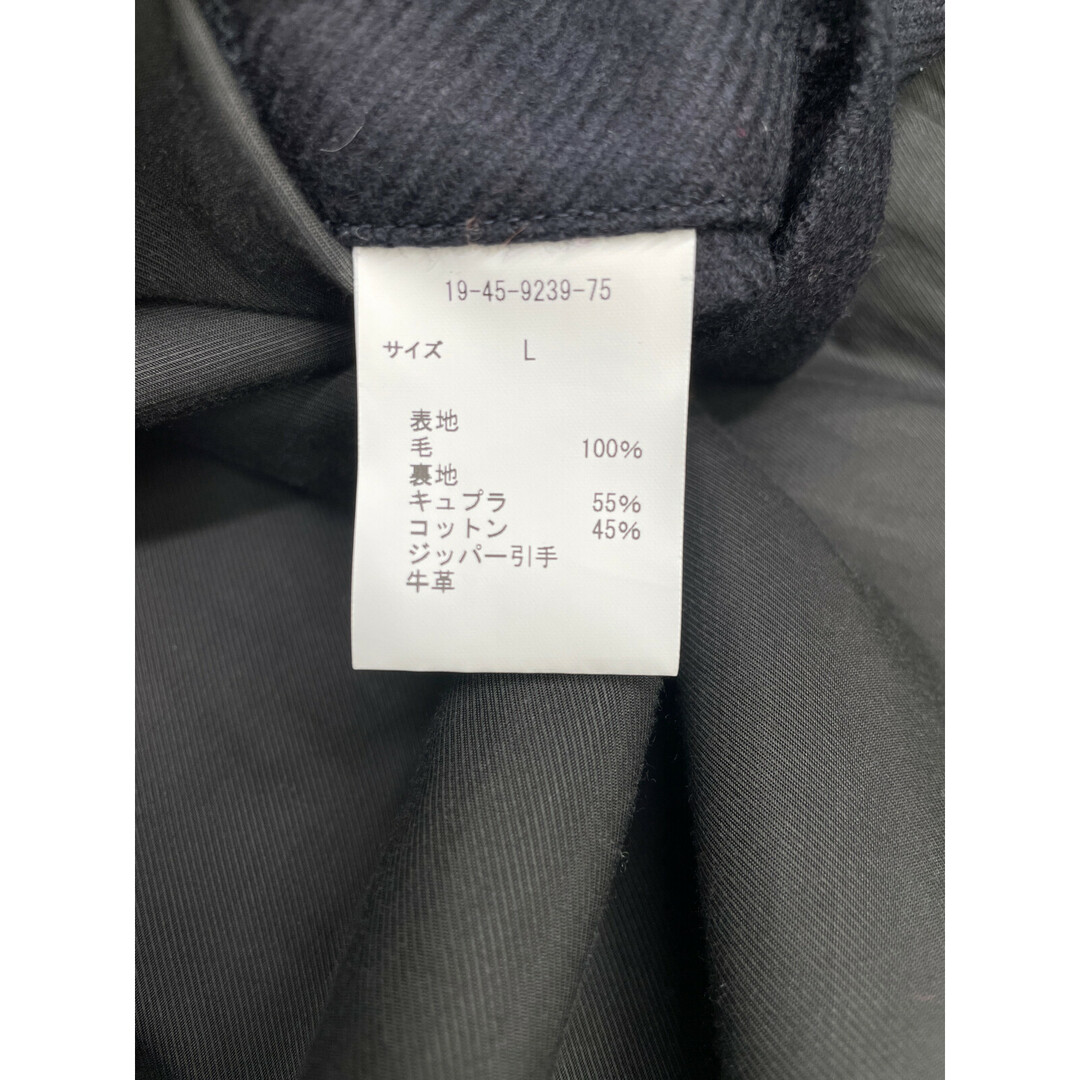 19-45-9239-75
サイズ L
表地
毛 100%
裏地
キュプラ 55%
コットン 45%
ジッパー引手
牛革